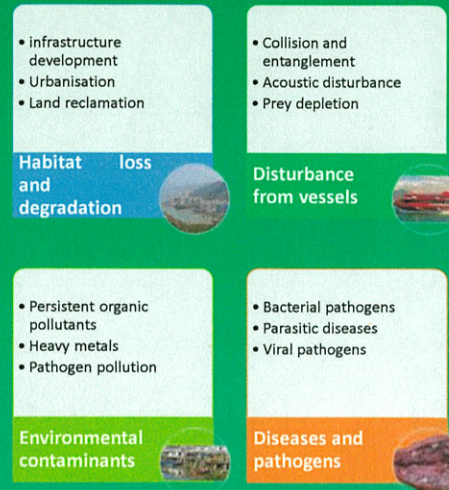 • infrastructure
development
• Urbanisation
• Land reclamation
Habitat loss
and
degradation
• Collision and
entanglement
• Acoustic disturbance
• Prey depletion
Disturbance
from vessels
• Persistent organic
pollutants
• Heavy metals
• Pathogen pollution
Environmental
contaminants
• Bacterial pathogens
• Parasitic diseases
• Viral pathogens
Diseases and
pathogens